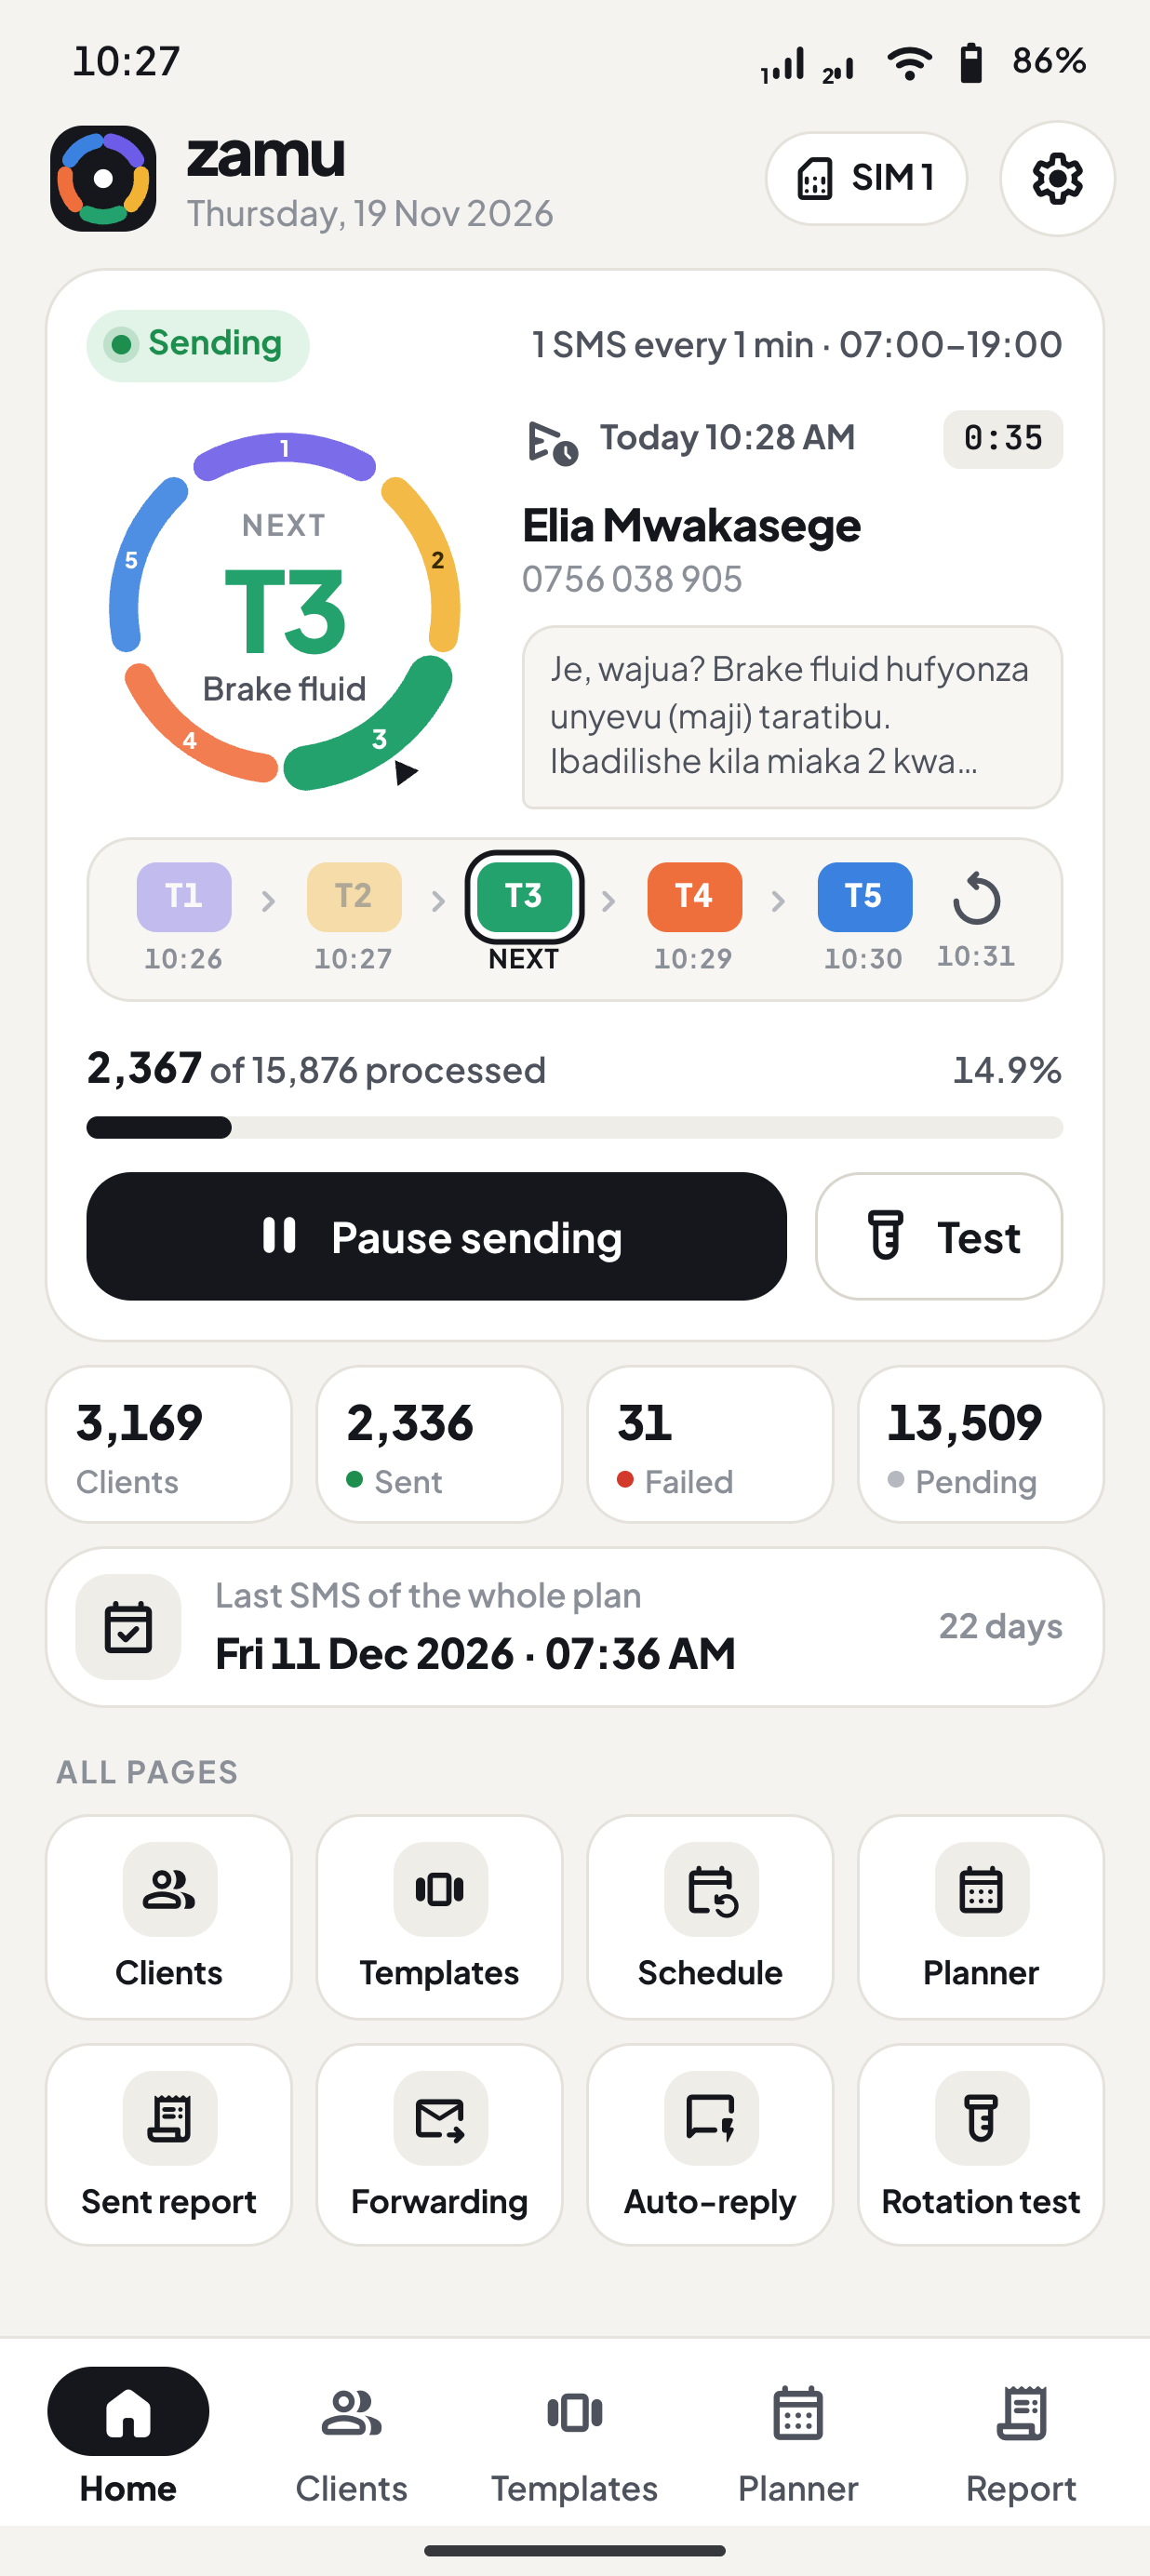 10:27
1 2 86%
zamu
Thursday, 19 Nov 2026
SIM 1
Sending
1 SMS every 1 min · 07:00–19:00
1
2
3
4
5
NEXT
T3
Brake fluid
Today 10:28 AM
0:35
Elia Mwakasege
0756 038 905
Je, wajua? Brake fluid hufyonza
unyevu (maji) taratibu.
Ibadilishe kila miaka 2 kwa...
T1 T2 T3 T4 T5
10:26 10:27 NEXT 10:29 10:30 10:31
2,367 of 15,876 processed 14.9%
Pause sending
Test
3,169
Clients
2,336
Sent
31
Failed
13,509
Pending
Last SMS of the whole plan
Fri 11 Dec 2026 · 07:36 AM
22 days
ALL PAGES
Clients Templates Schedule Planner
Sent report Forwarding Auto-reply Rotation test
Home Clients Templates Planner Report